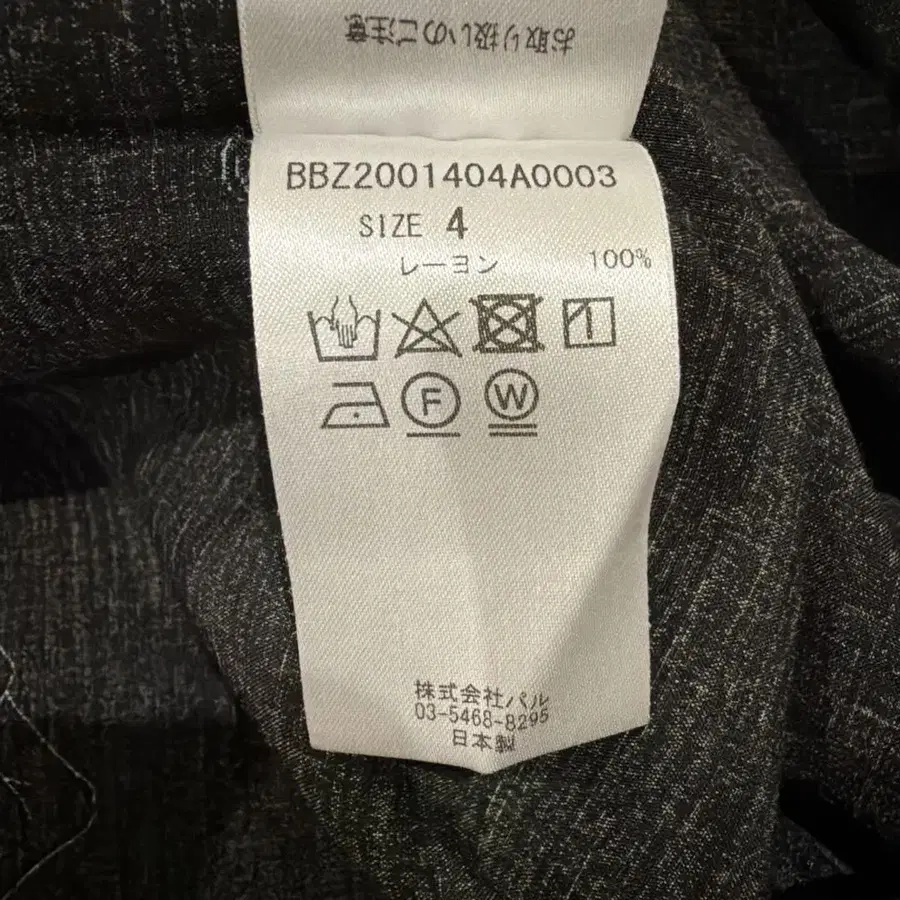 お取り扱いのご注意
BBZ2001404A0003
SIZE 4
レーヨン 100%
F W
株式会社パル
03-5468-8295
日本製